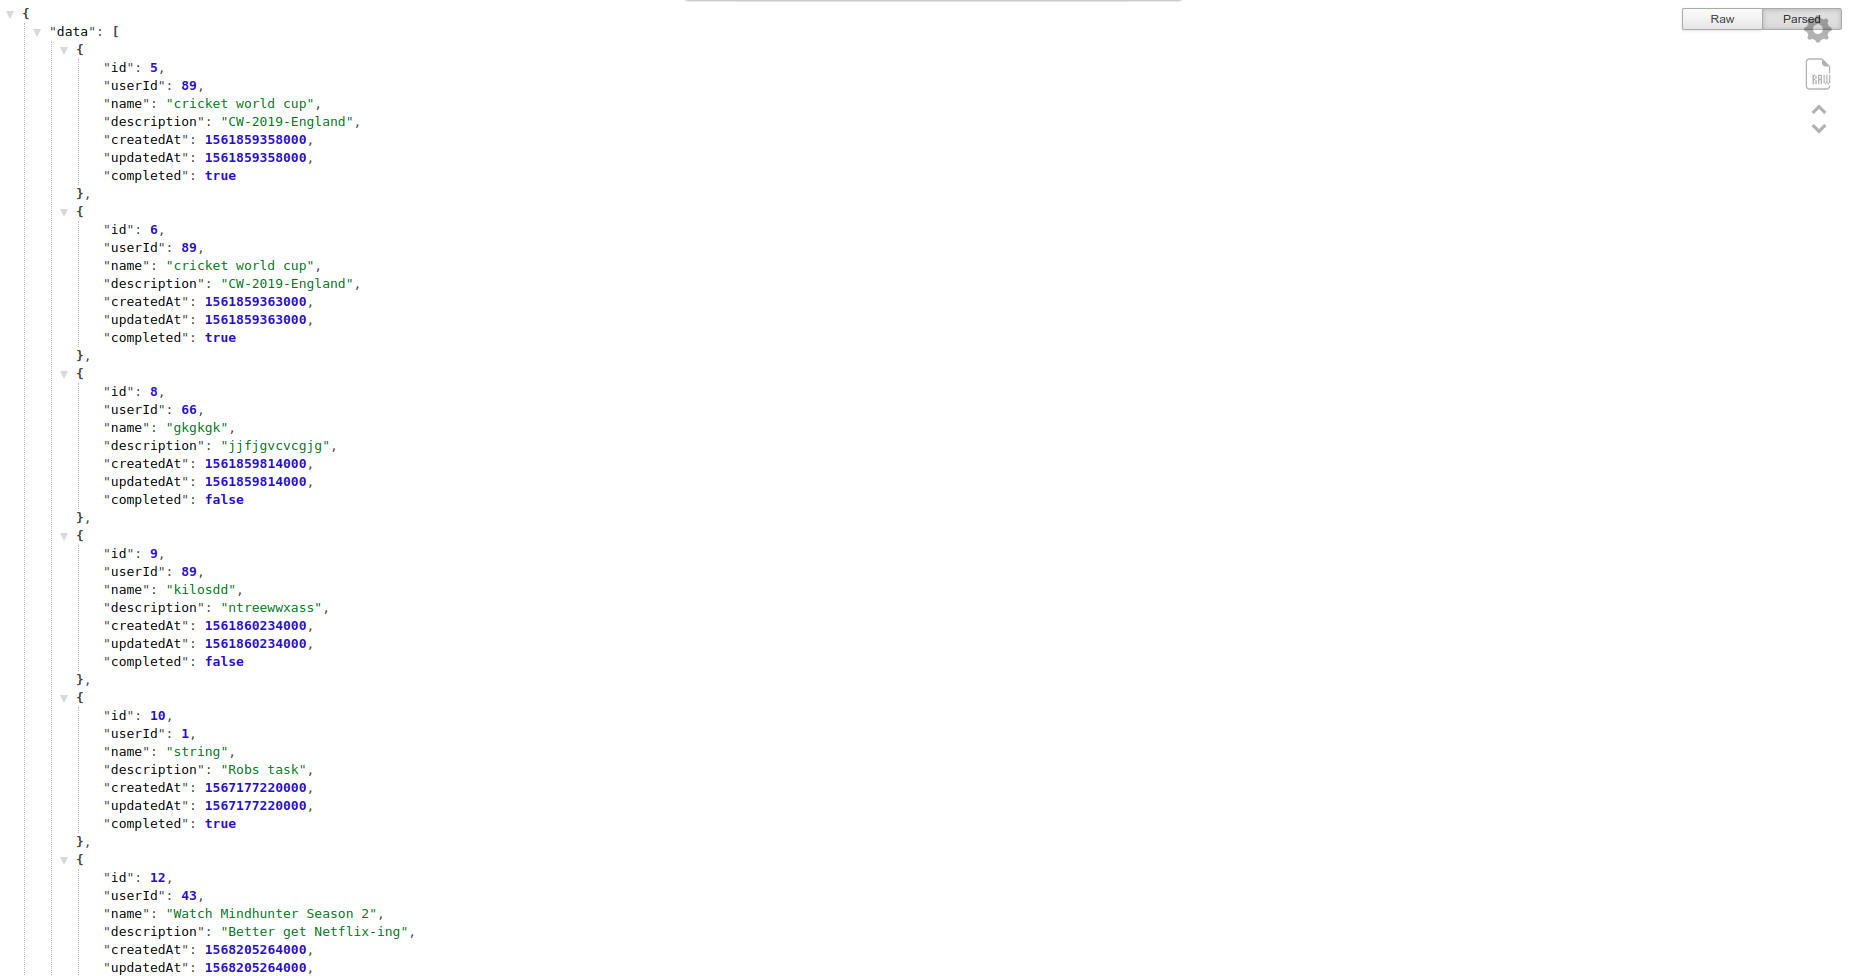 {
"data": [
{
"id": 5,
"userId": 89,
"name": "cricket world cup",
"description": "CW-2019-England",
"createdAt": 1561859358000,
"updatedAt": 1561859358000,
"completed": true
},
{
"id": 6,
"userId": 89,
"name": "cricket world cup",
"description": "CW-2019-England",
"createdAt": 1561859363000,
"updatedAt": 1561859363000,
"completed": true
},
{
"id": 8,
"userId": 66,
"name": "gkgkgk",
"description": "jjfjgvcvcgjg",
"createdAt": 1561859814000,
"updatedAt": 1561859814000,
"completed": false
},
{
"id": 9,
"userId": 89,
"name": "kilosdd",
"description": "ntreewwxass",
"createdAt": 1561860234000,
"updatedAt": 1561860234000,
"completed": false
},
{
"id": 10,
"userId": 1,
"name": "string",
"description": "Robs task",
"createdAt": 1567177220000,
"updatedAt": 1567177220000,
"completed": true
},
{
"id": 12,
"userId": 43,
"name": "Watch Mindhunter Season 2",
"description": "Better get Netflix-ing",
"createdAt": 1568205264000,
"updatedAt": 1568205264000,
Raw
Parsed
RAW